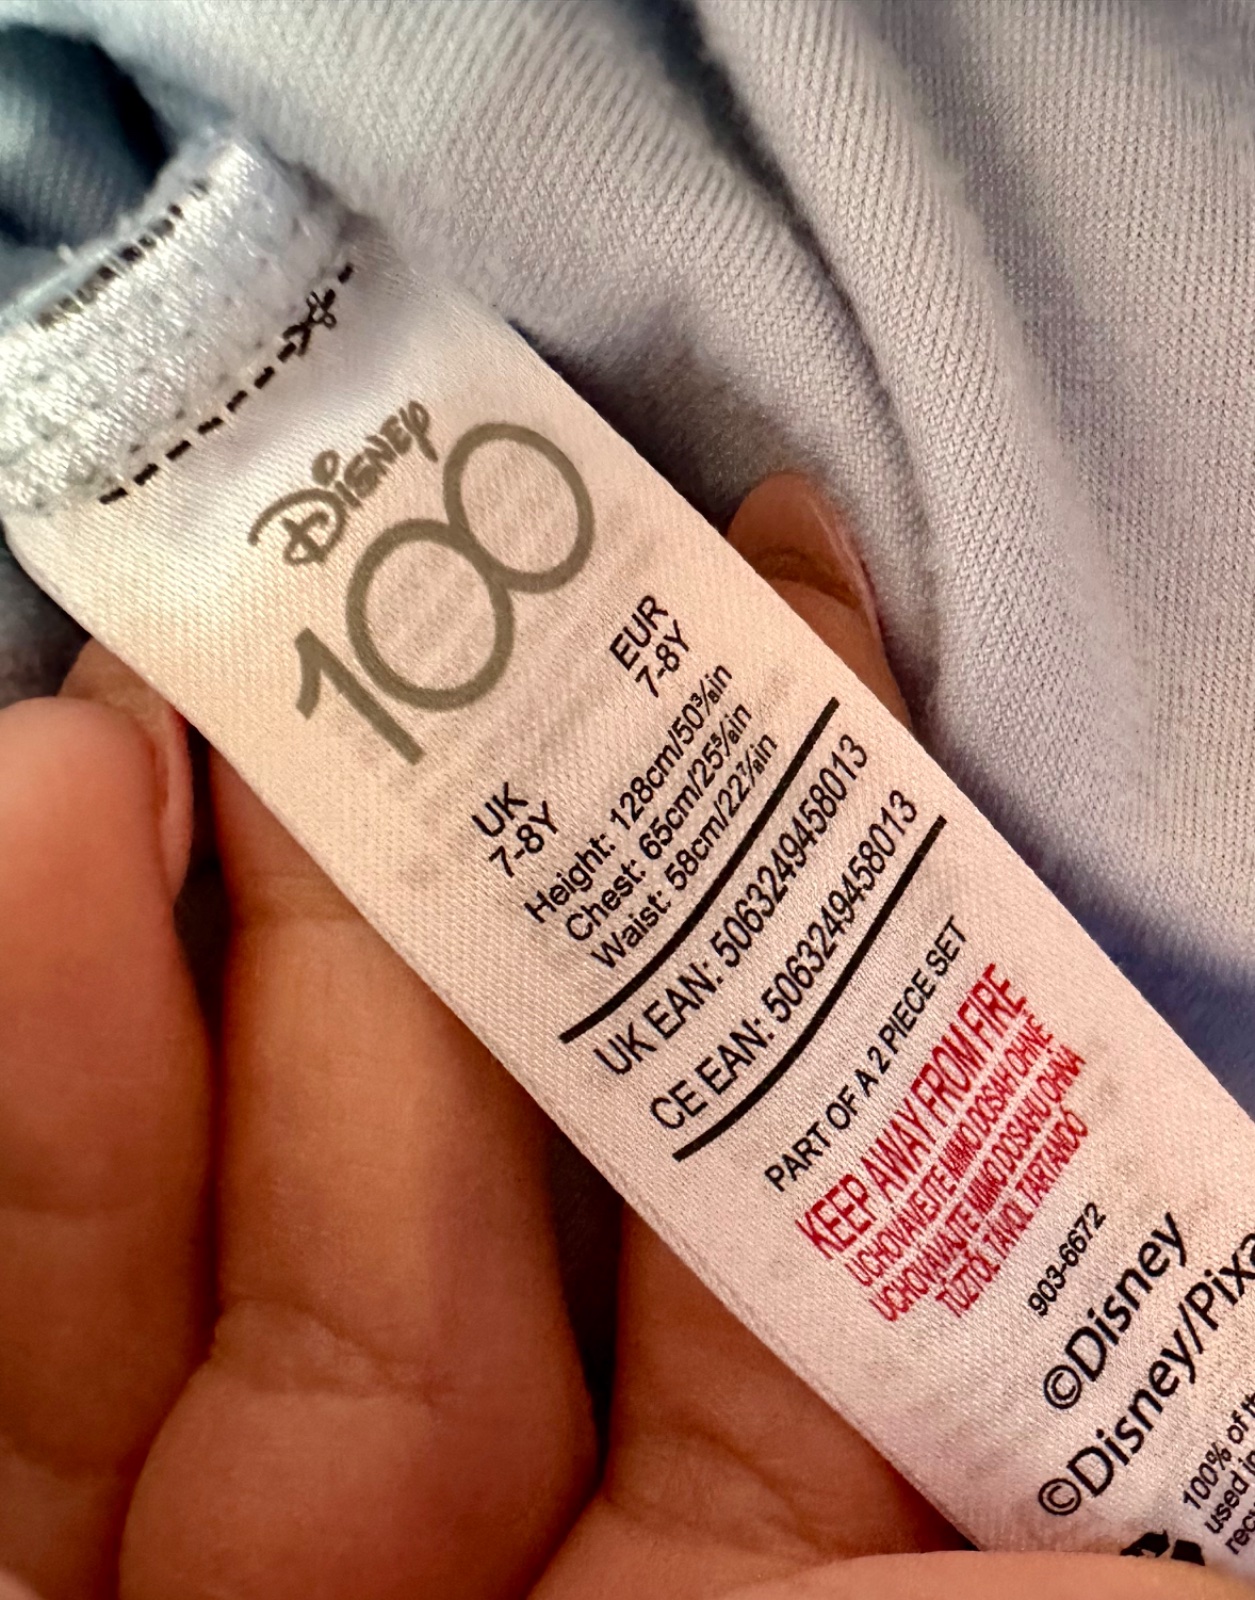 Disney
100
UK
7-8Y
EUR
7-8Y
Height: 128cm/50⅜in
Chest: 65cm/25⅝in
Waist: 58cm/22⅞in
UK EAN: 5063249458013
CE EAN: 5063249458013
PART OF A 2 PIECE SET
KEEP AWAY FROM FIRE
UCHOVÁVEJTE MIMO DOSAH OHNĚ
UCHOVÁVAJTE MIMO DOSAHU OHŇA
TŰZTŐL TÁVOL TARTANDÓ
903-6672
©Disney
©Disney/Pixa
100% of
used